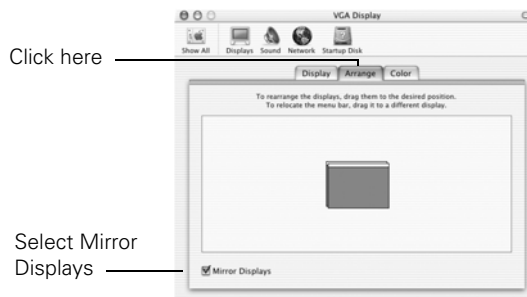 VGA Display
Show All Displays Sound Network Startup Disk
Click here
Display Arrange Color
To rearrange the displays, drag them to the desired position.
To relocate the menu bar, drag it to a different display.
Select Mirror
Displays
Mirror Displays